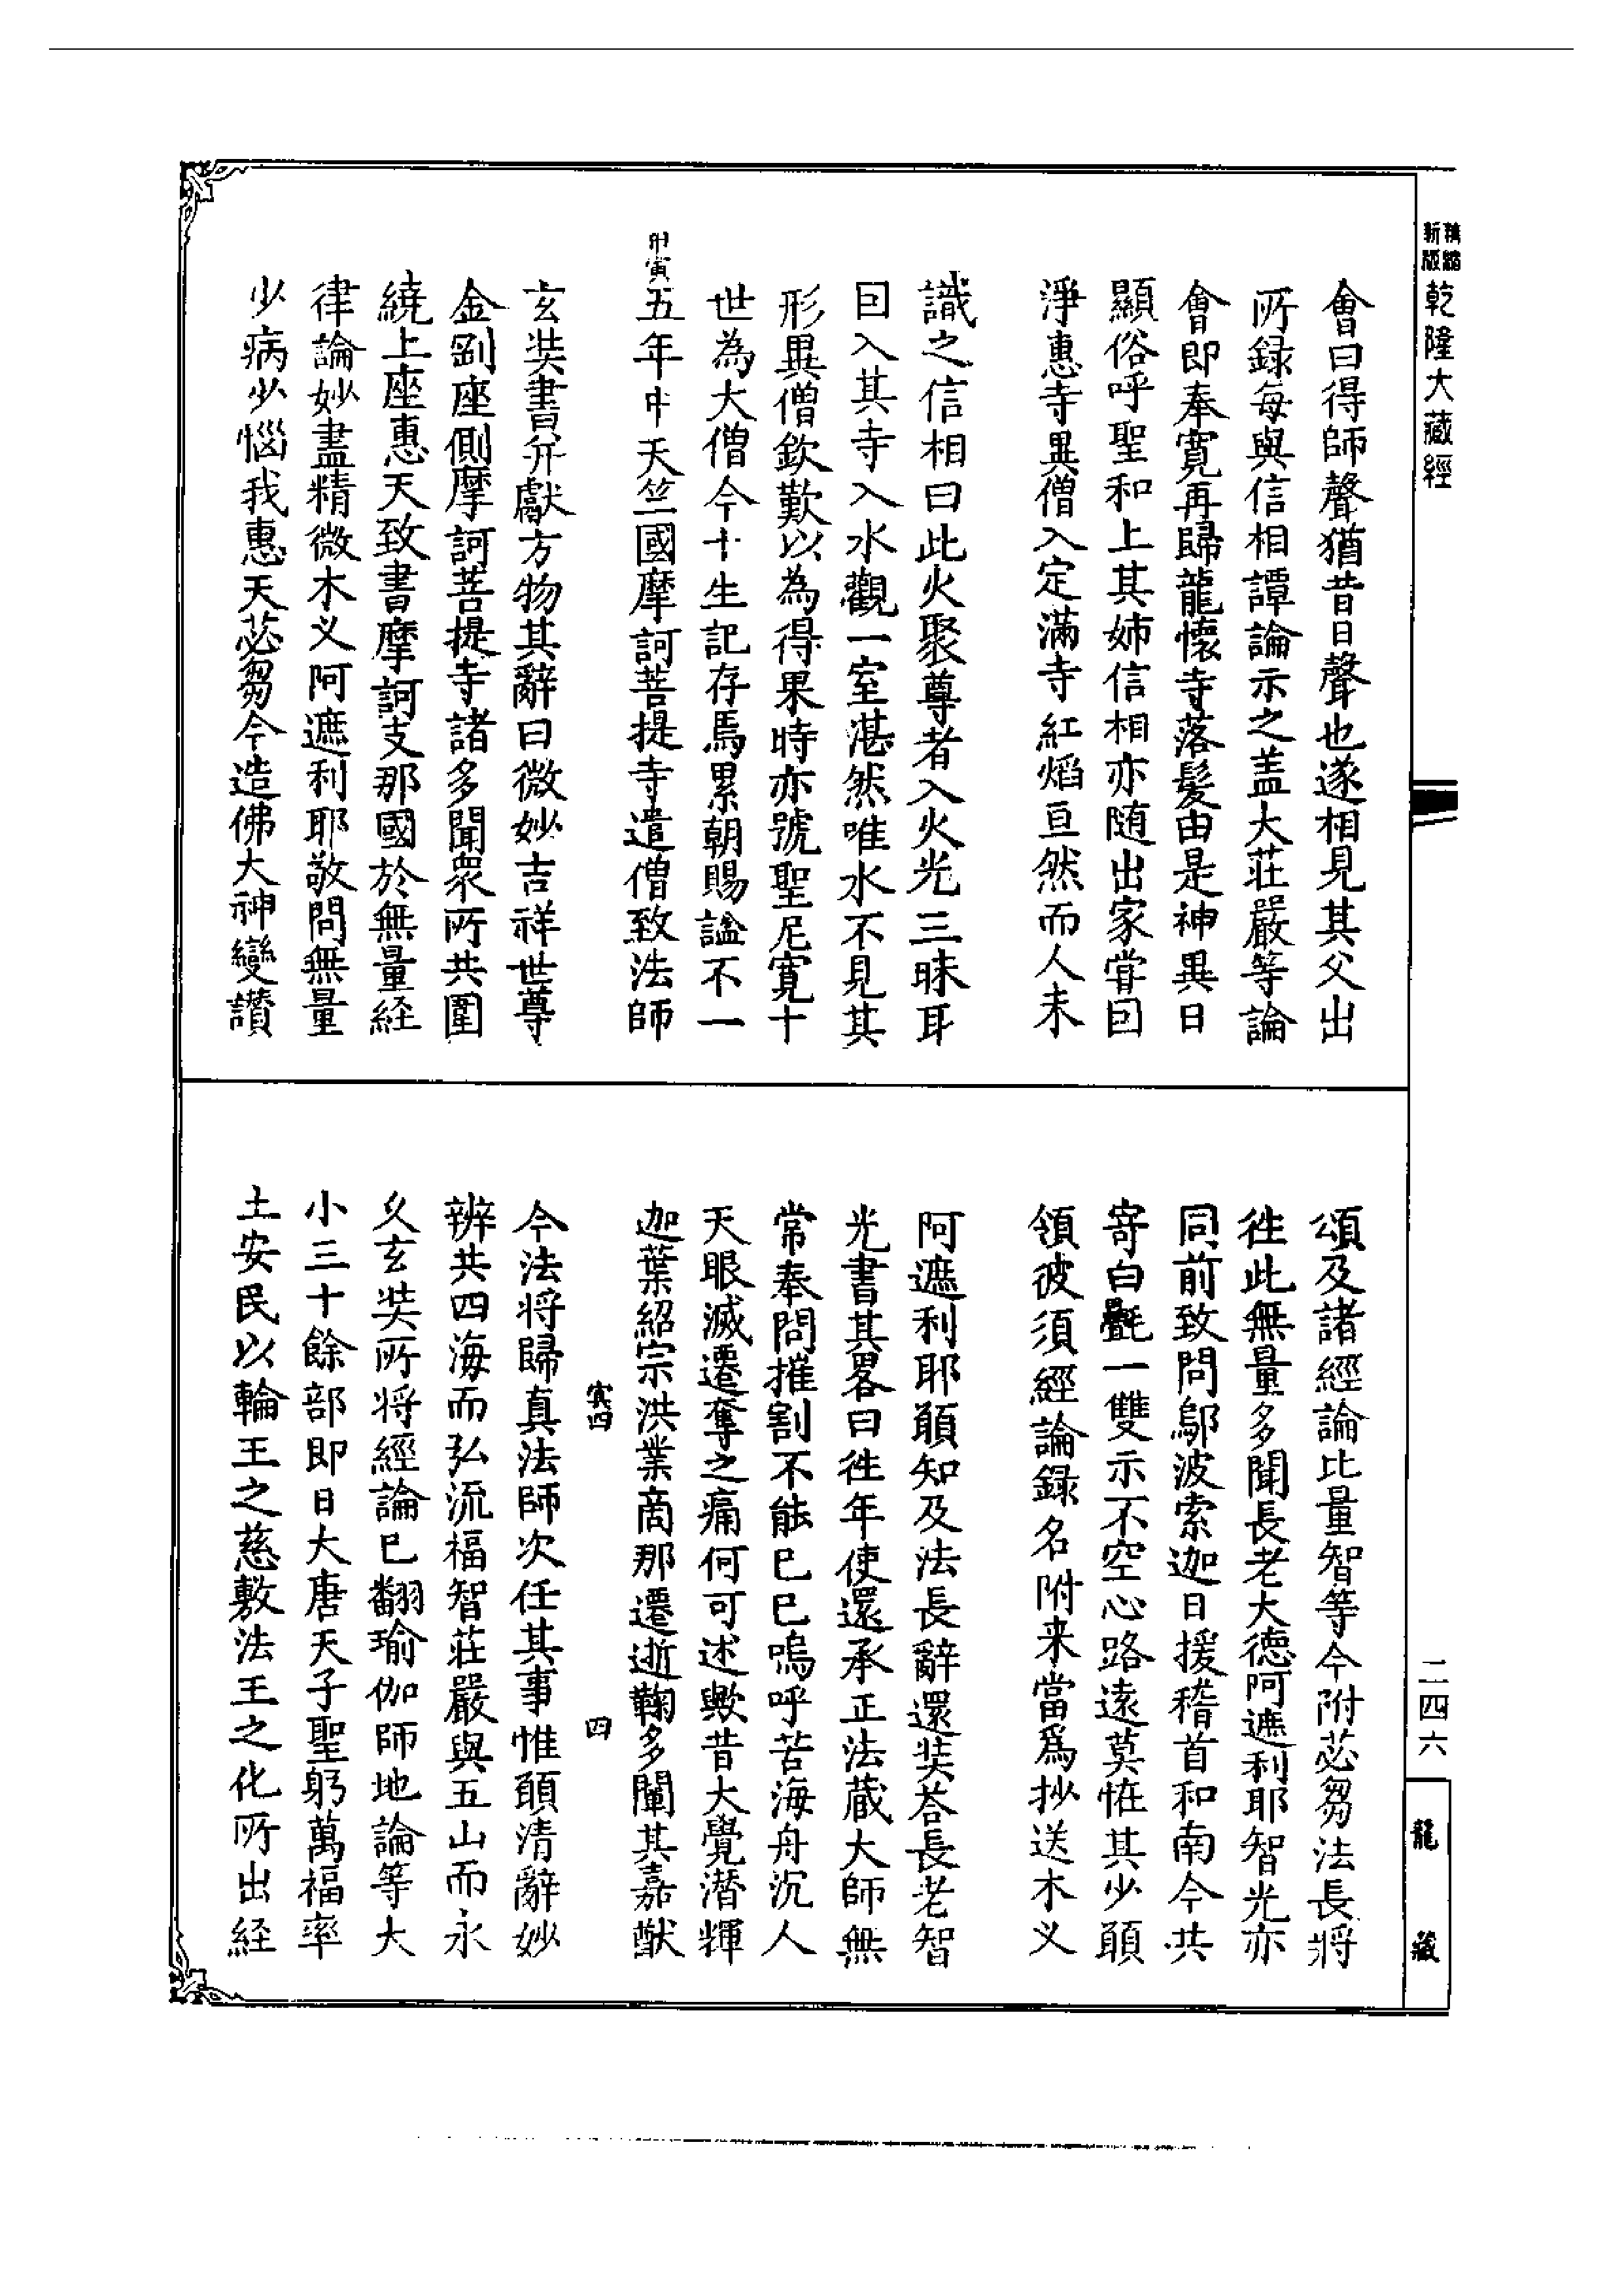 精縮
新版
乾隆大藏經
會曰得師聲猶昔日聲也遂相見其父出
所録每與信相譚論示之盖大莊嚴等論
會即奉寛再歸龍懷寺落髮由是神異日
顯俗呼聖和上其姉信相亦随出家甞回
淨惠寺異僧入定滿寺紅焰亘然而人未
識之信相曰此火聚尊者入火光三昧耳
回入其寺入水觀一室湛然唯水不見其
形異僧欽歎以為得果時亦號聖尼寛十
世為大僧今十生記存焉累朝賜諡不一
甲寅五年中天竺國摩訶菩提寺遣僧致法師
玄奘書并獻方物其辭曰微妙吉祥世尊
金剛座側摩訶菩提寺諸多聞衆所共圍
繞上座惠天致書摩訶支那國於無量経
律論妙盡精微木义阿遮利耶敬問無量
少病少惱我惠天苾芻今造佛大神變讚
頌及諸經論比量智等今附苾芻法長將
徃此無量多聞長老大德阿遮利耶智光亦
同前致問鄔波索迦日援稽首和南今共
寄白氎一雙示不空心路遠莫恠其少願
領彼須經論録名附来當爲抄送木义
阿遮利耶願知及法長辭還奘荅長老智
光書其畧曰徃年使還承正法蔵大師無
常奉問摧割不能已已嗚呼苦海舟沉人
天眼滅遷奪之痛何可述歟昔大覺潜輝
迦葉紹宗洪業商那遷逝鞠多闡其嘉猷
寅四
四
今法将歸真法師次任其事惟願清辭妙
辨共四海而弘流福智莊嚴與五山而永
久玄奘所将經論已翻瑜伽師地論等大
小三十餘部即日大唐天子聖躬萬福率
土安民以輪王之慈敷法王之化所出経
二四六
龍藏